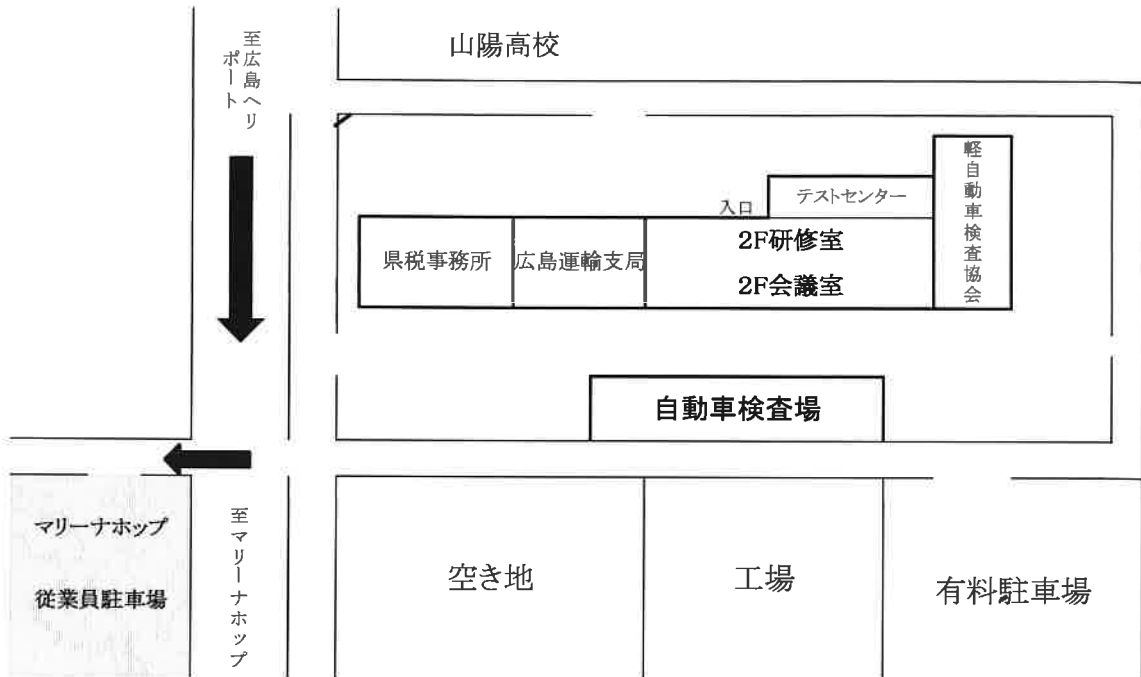 山陽高校
至広島ヘリ
ポート
軽自動車検査協会
テストセンター
入口
県税事務所
広島運輸支局
2F研修室
2F会議室
自動車検査場
マリーナホップ
従業員駐車場
至マリーナホップ
空き地
工場
有料駐車場